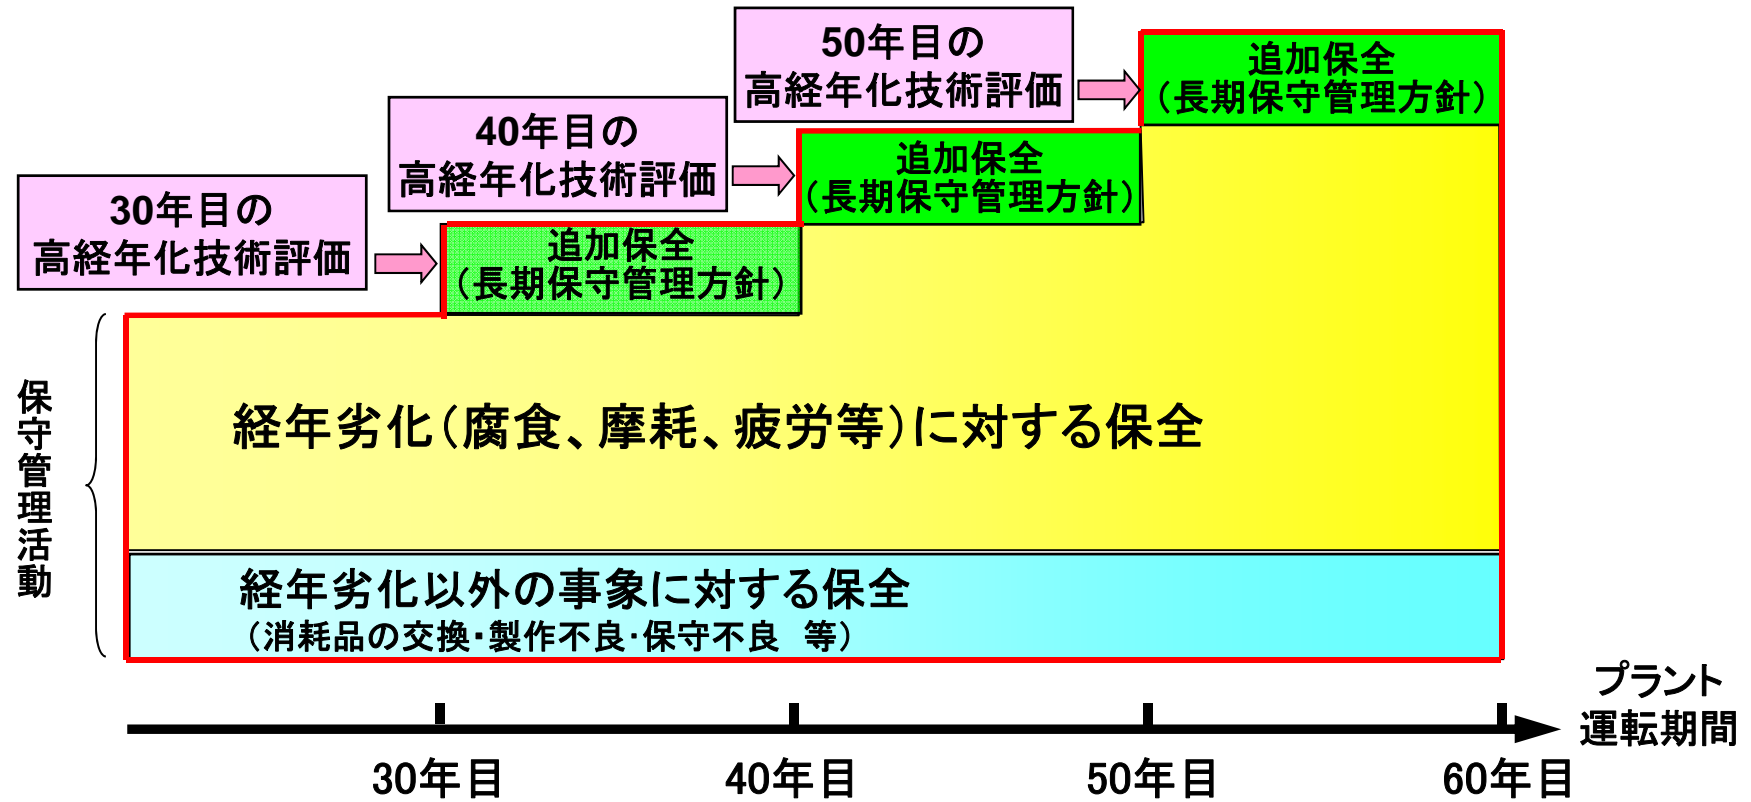 50年目の
高経年化技術評価
追加保全
（長期保守管理方針）
40年目の
高経年化技術評価
追加保全
（長期保守管理方針）
30年目の
高経年化技術評価
追加保全
（長期保守管理方針）
保守管理活動
経年劣化（腐食、摩耗、疲労等）に対する保全
経年劣化以外の事象に対する保全
（消耗品の交換・製作不良・保守不良　等）
プラント
運転期間
30年目
40年目
50年目
60年目